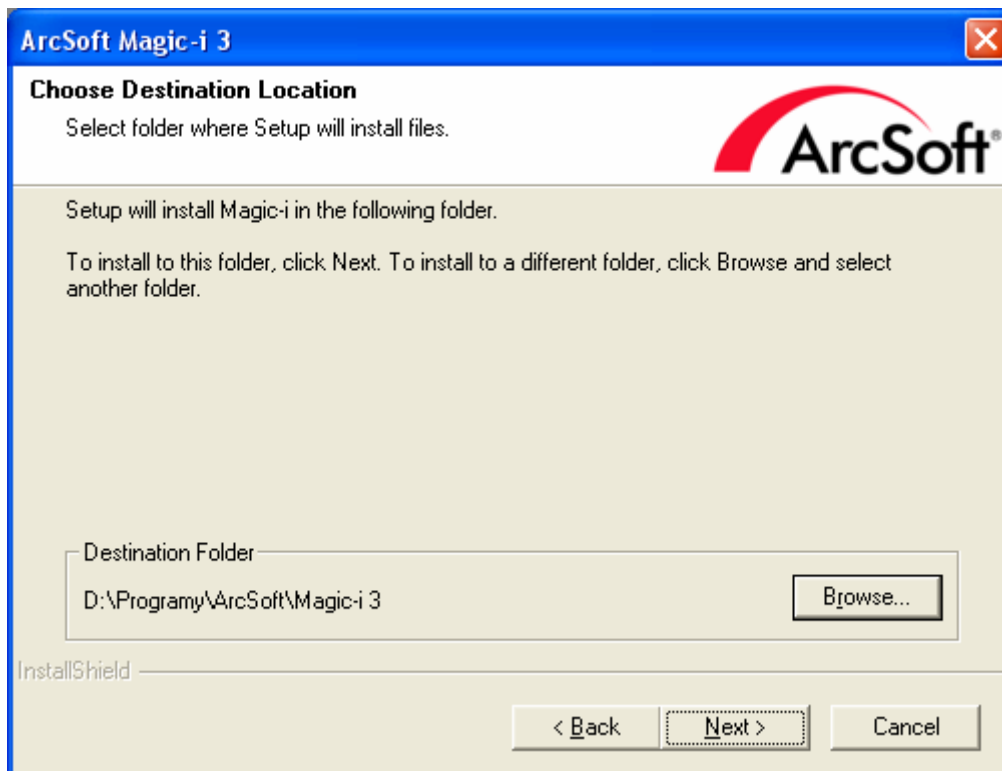 ArcSoft Magic-i 3
Choose Destination Location
Select folder where Setup will install files.
ArcSoft®
Setup will install Magic-i in the following folder.
To install to this folder, click Next. To install to a different folder, click Browse and select
another folder.
Destination Folder
D:\Programy\ArcSoft\Magic-i 3
Browse...
InstallShield
< Back
Next >
Cancel